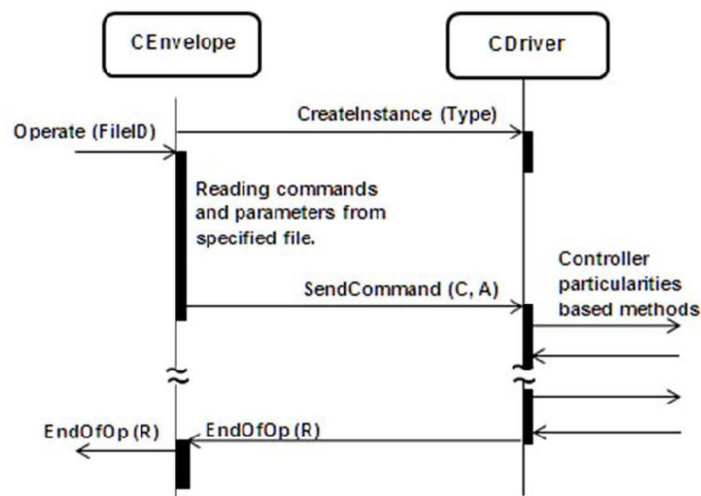 CEnvelope
CDriver
CreateInstance (Type)
Operate (FileID)
Reading commands
and parameters from
specified file.
SendCommand (C, A)
Controller
particularities
based methods
EndOfOp (R)
EndOfOp (R)